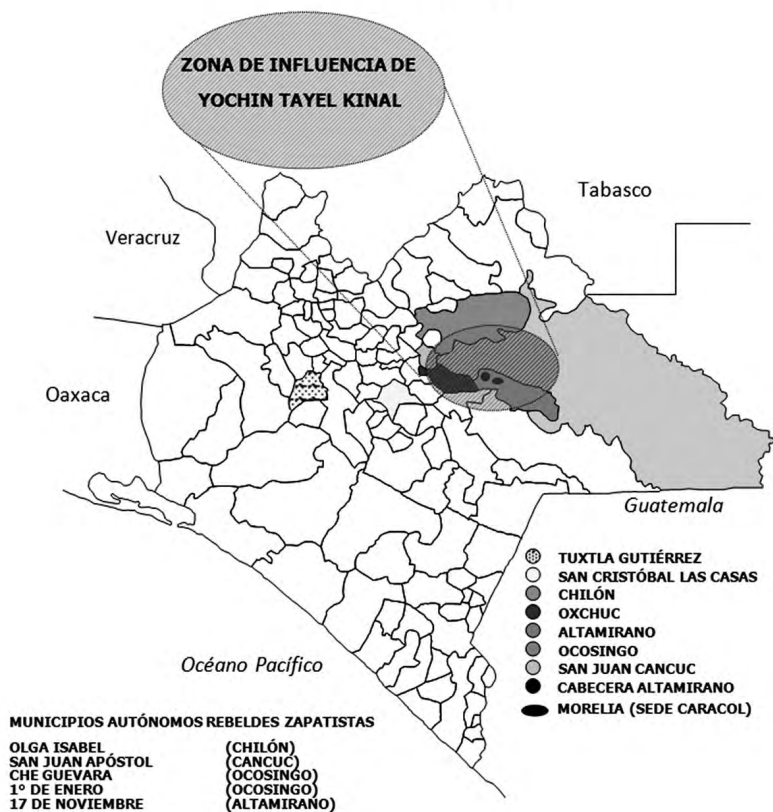 ZONA DE INFLUENCIA DE
YOCHIN TAYEL KINAL
Tabasco
Veracruz
Oaxaca
Guatemala
Océano Pacífico
TUXTLA GUTIÉRREZ
SAN CRISTÓBAL LAS CASAS
CHILÓN
OXCHUC
ALTAMIRANO
OCOSINGO
SAN JUAN CANCUC
CABECERA ALTAMIRANO
MORELIA (SEDE CARACOL)
MUNICIPIOS AUTÓNOMOS REBELDES ZAPATISTAS
OLGA ISABEL (CHILÓN)
SAN JUAN APÓSTOL (CANCUC)
CHE GUEVARA (OCOSINGO)
1º DE ENERO (OCOSINGO)
17 DE NOVIEMBRE (ALTAMIRANO)